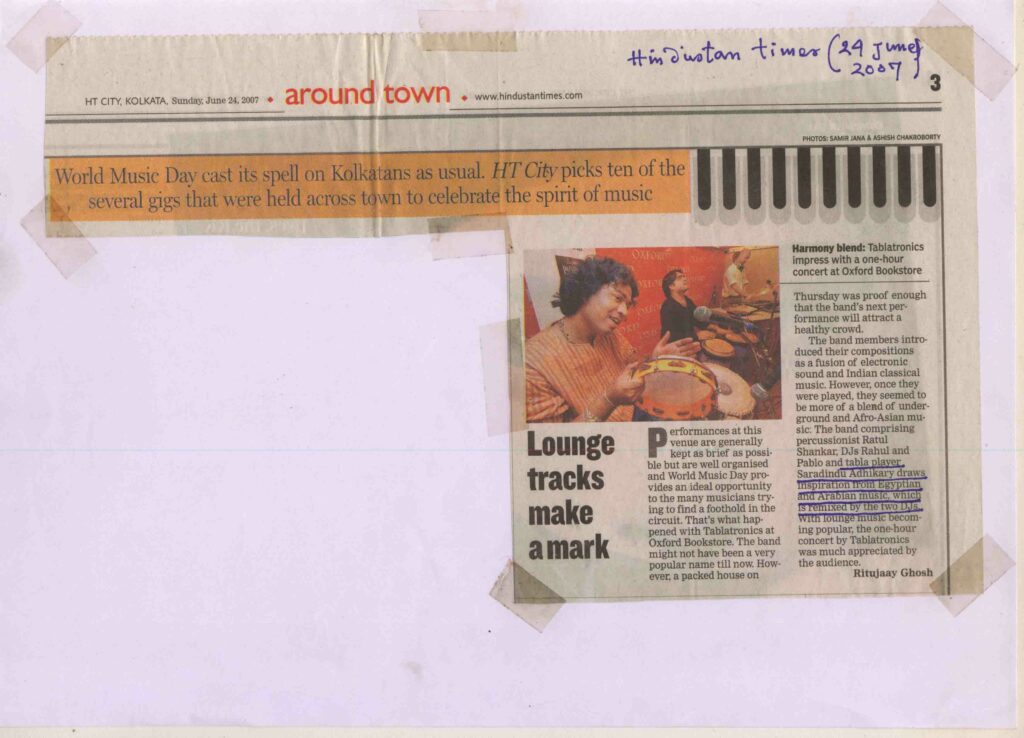 Hindustan times (24 June 2007)
HT CITY, KOLKATA, Sunday, June 24, 2007 ♦ around town ♦ www.hindustantimes.com
3
PHOTOS: SAMIR JANA & ASHISH CHAKROBORTY
World Music Day cast its spell on Kolkatans as usual. HT City picks ten of the
several gigs that were held across town to celebrate the spirit of music
OXFORD
OXFORD
OXFORD
Harmony blend: Tablatronics
impress with a one-hour
concert at Oxford Bookstore
Lounge
tracks
make
a mark
Performances at this
venue are generally
kept as brief as possi-
ble but are well organised
and World Music Day pro-
vides an ideal opportunity
to the many musicians try-
ing to find a foothold in the
circuit. That's what hap-
pened with Tablatronics at
Oxford Bookstore. The band
might not have been a very
popular name till now. How-
ever, a packed house on
Thursday was proof enough
that the band's next per-
formance will attract a
healthy crowd.
The band members intro-
duced their compositions
as a fusion of electronic
sound and Indian classical
music. However, once they
were played, they seemed to
be more of a blend of under-
ground and Afro-Asian mu-
sic. The band comprising
percussionist Ratul
Shankar, DJs Rahul and
Pablo and tabla player
Saradindu Adhikary draws
inspiration from Egyptian
and Arabian music, which
is remixed by the two DJs.
With lounge music becom-
ing popular, the one-hour
concert by Tablatronics
was much appreciated by
the audience.
Ritujaay Ghosh